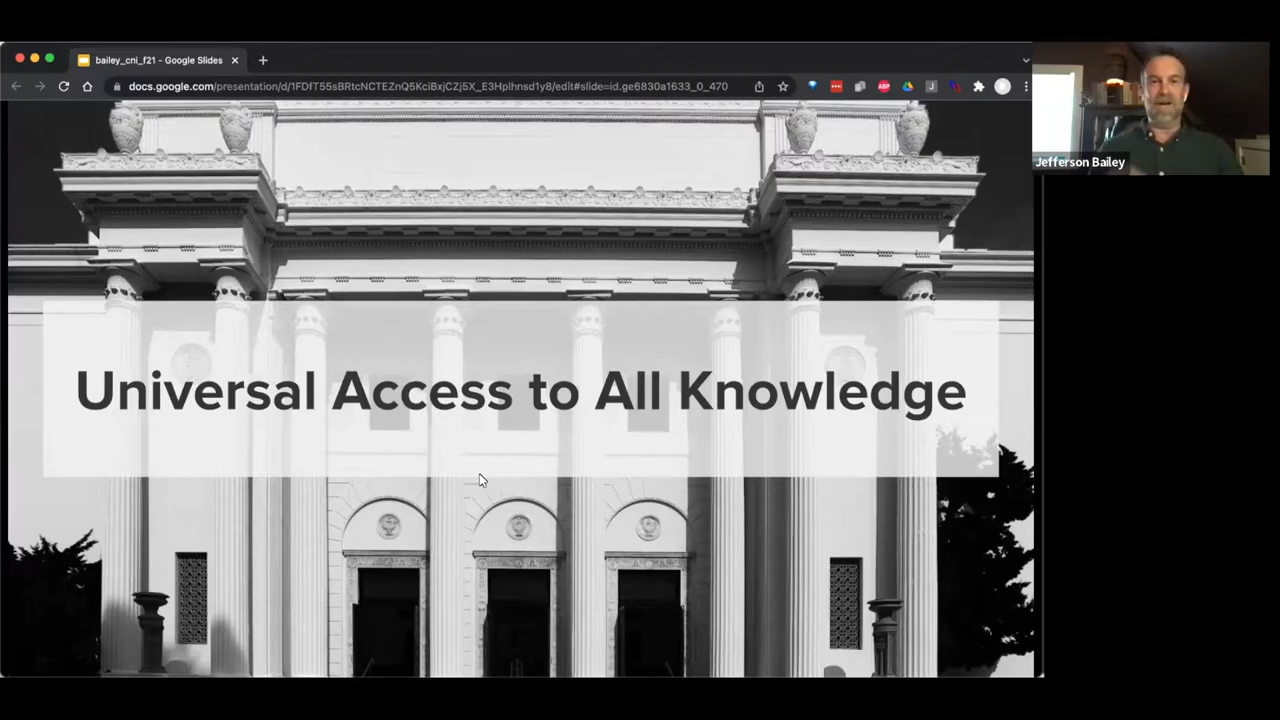 bailey_cni_f21 - Google Slides
docs.google.com/presentation/d/1FDfT55sBRtcNCTEZnQ5KciBxjCZj5X_E3Hplhnsd1y8/edit#slide=id.ge6830a1633_0_470
ABP
J
Jefferson Bailey
Universal Access to All Knowledge